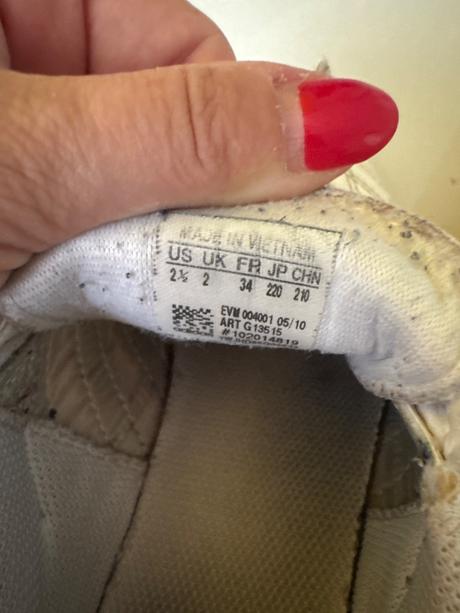 MADE IN VIETNAM
US UK FR JP CHN
2½ 2 34 220 210
EVM 004001 05/10
ART G13515
#102014819